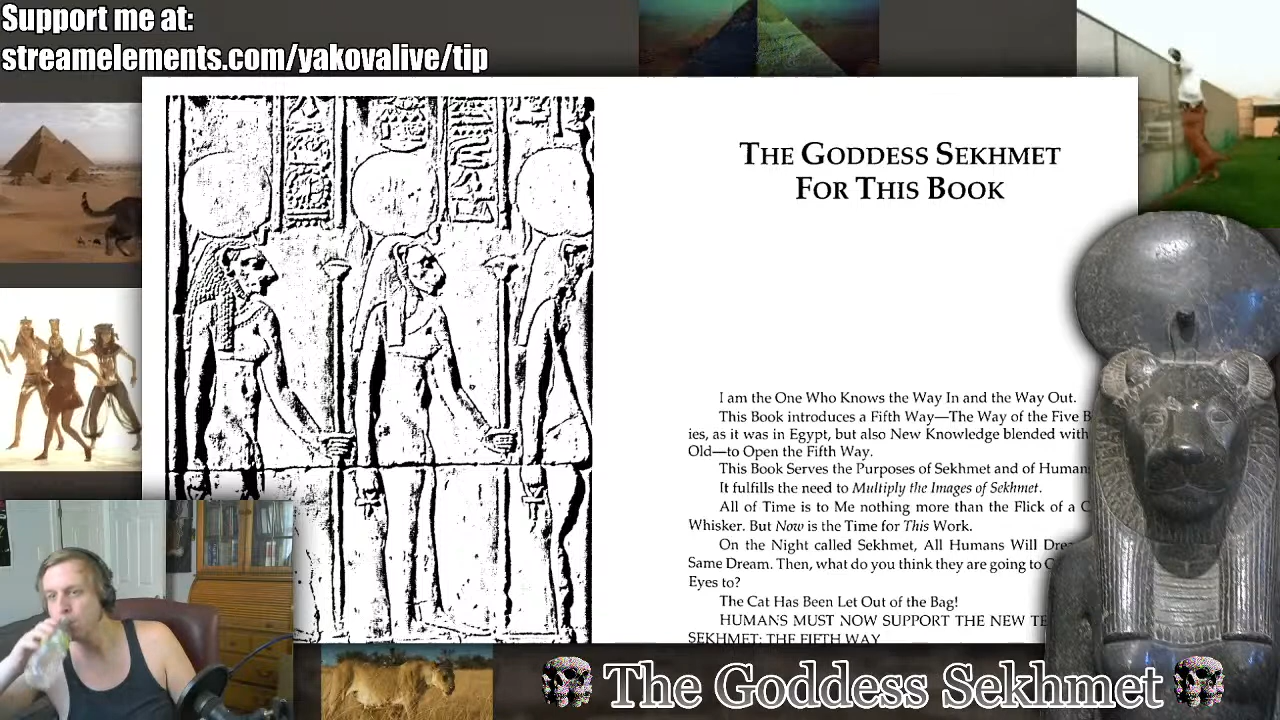 Support me at:
streamelements.com/yakovalive/tip
THE GODDESS SEKHMET
FOR THIS BOOK
I am the One Who Knows the Way In and the Way Out.
This Book introduces a Fifth Way—The Way of the Five
ies, as it was in Egypt, but also New Knowledge blended with
Old—to Open the Fifth Way.
This Book Serves the Purposes of Sekhmet and of
It fulfills the need to Multiply the Images of Sekhmet.
All of Time is to Me nothing more than the Flick of a
Whisker. But Now is the Time for This Work.
On the Night called Sekhmet, All Humans Will
Same Dream. Then, what do you think they are going to
Eyes to?
The Cat Has Been Let Out of the Bag!
HUMANS MUST NOW SUPPORT THE NEW
SEKHMET: THE FIFTH WAY
The Goddess Sekhmet